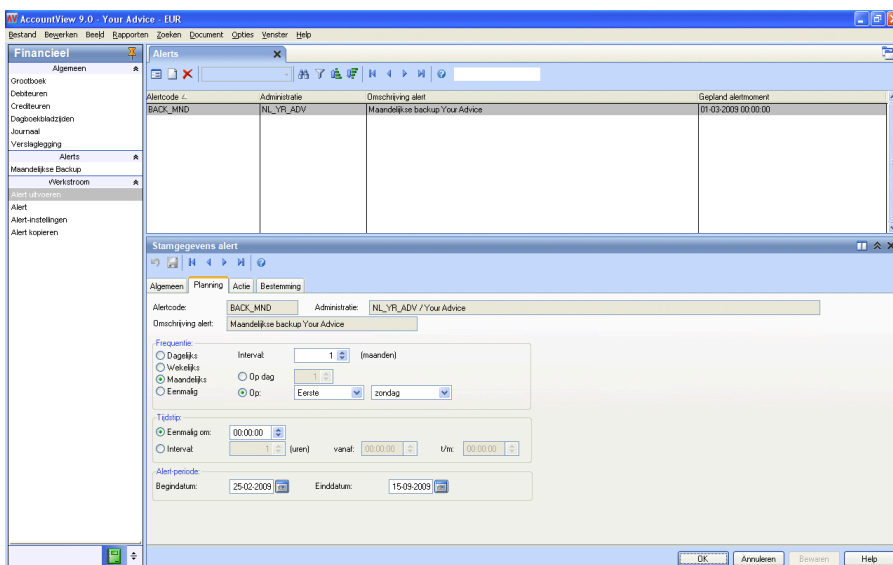 AccountView 9.0 - Your Advice - EUR
Bestand Bewerken Beeld Rapporten Zoeken Document Opties Venster Help
Financieel
Algemeen
Grootboek
Debiteuren
Crediteuren
Dagboekbladzijden
Journaal
Verslaglegging
Alerts
Maandelijkse Backup
Werkstroom
Alert uitvoeren
Alert
Alert-instellingen
Alert kopiëren
Alerts
Alertcode Administratie Omschrijving alert Gepland alertmoment
BACK_MND NL_YR_ADV Maandelijkse backup Your Advice 01-03-2009 00:00:00
Stamgegevens alert
Algemeen Planning Actie Bestemming
Alertcode: BACK_MND Administratie: NL_YR_ADV / Your Advice
Omschrijving alert: Maandelijkse backup Your Advice
Frequentie:
Dagelijks Interval: 1 (maanden)
Wekelijks
Maandelijks Op dag 1
Eenmalig Op: Eerste zondag
Tijdstip:
Eenmalig om: 00:00:00
Interval: 1 (uren) vanaf: 00:00:00 t/m: 00:00:00
Alert-periode:
Begindatum: 25-02-2009 Einddatum: 15-09-2009
OK Annuleren Bewaren Help